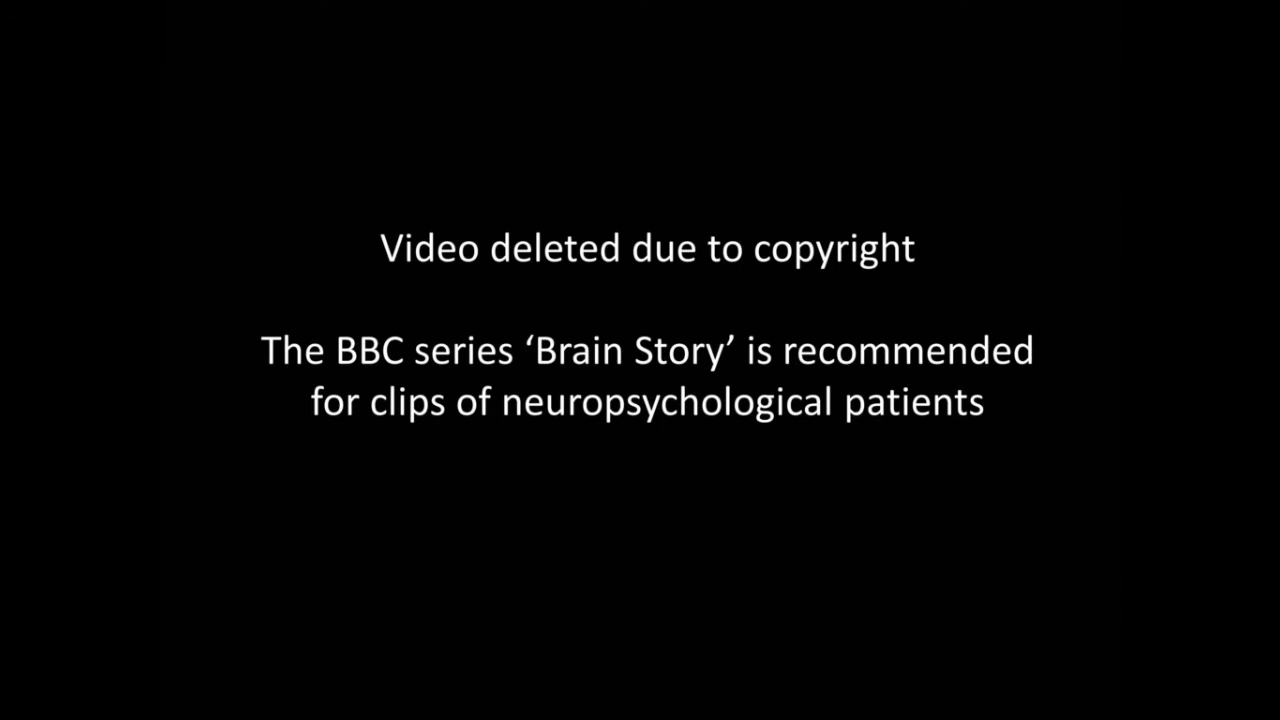 Video deleted due to copyright
The BBC series ‘Brain Story’ is recommended
for clips of neuropsychological patients